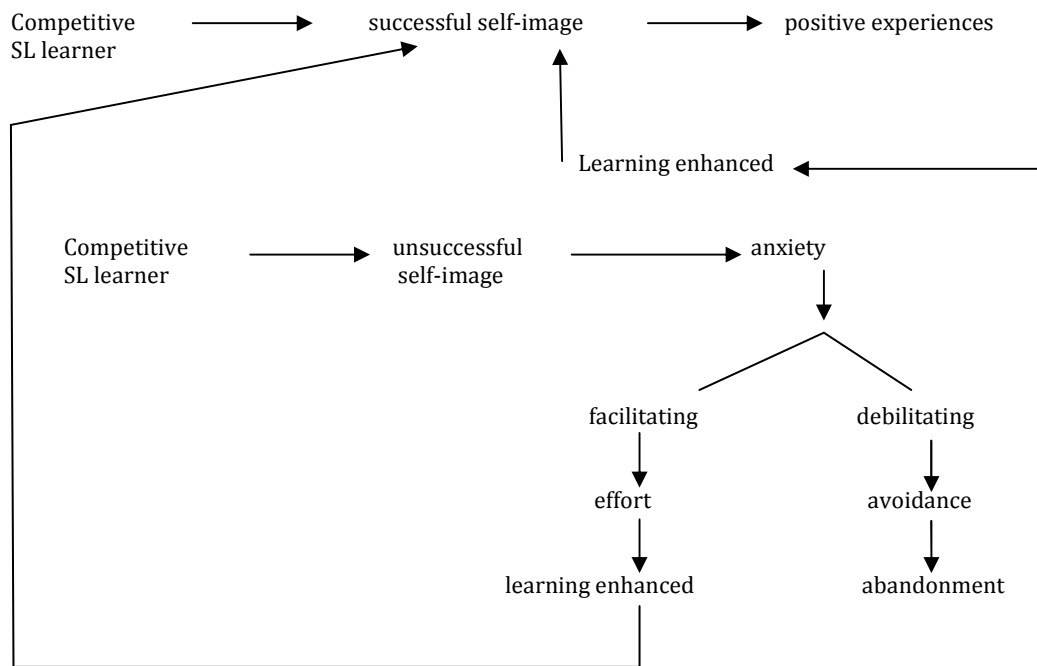 Competitive
SL learner
successful self-image
positive experiences
Learning enhanced
Competitive
SL learner
unsuccessful
self-image
anxiety
facilitating
debilitating
effort
avoidance
learning enhanced
abandonment